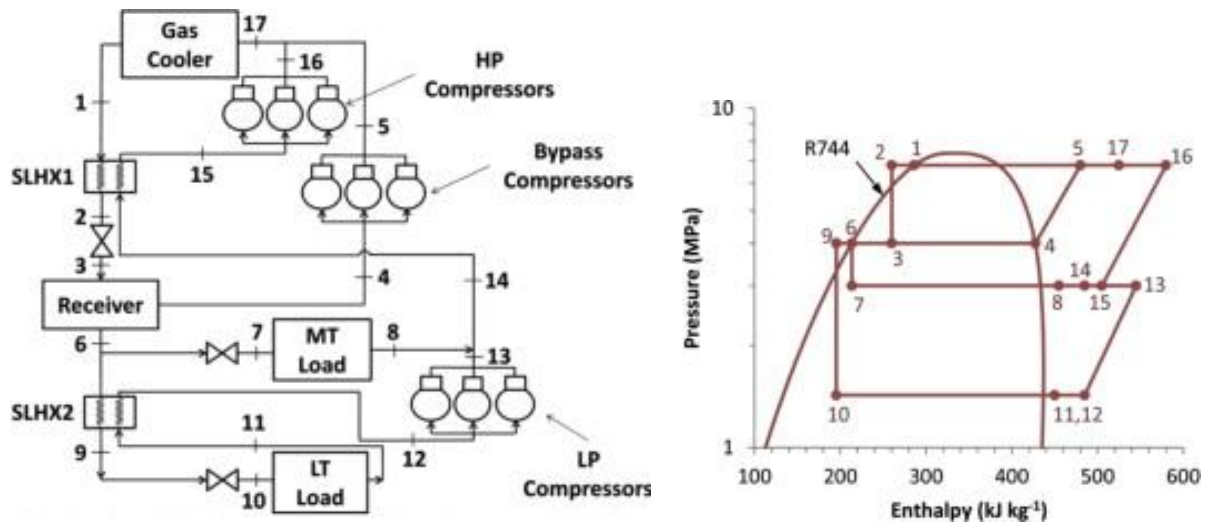 Gas
Cooler
17
16
HP
Compressors
1
5
Bypass
Compressors
SLHX1
15
2
3
4
14
Receiver
6
7
MT
Load
8
13
SLHX2
11
9
12
LP
Compressors
10
LT
Load
10
R744
2
1
5
17
16
Pressure (MPa)
9
6
3
4
7
8
14
15
13
10
11,12
1
100
200
300
400
500
600
Enthalpy (kJ kg-1)